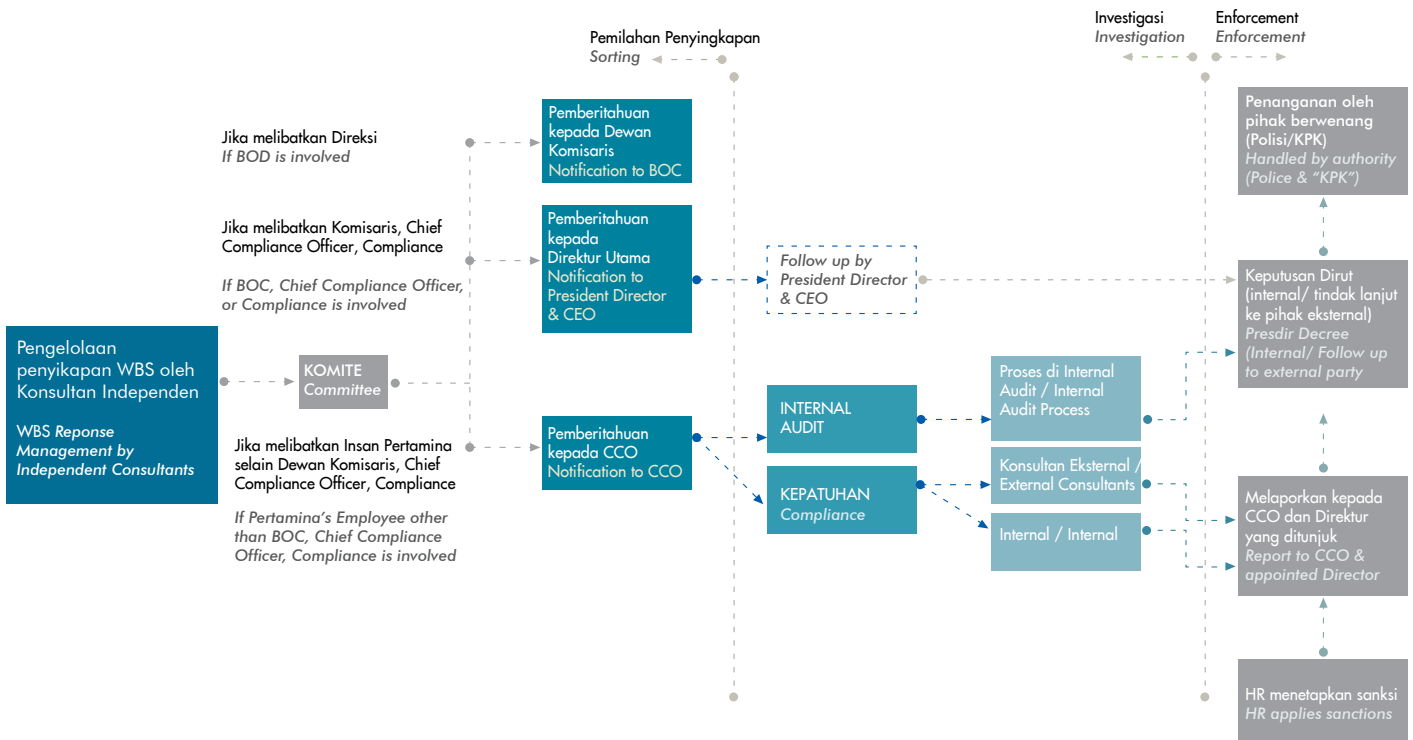 Pemilahan Penyingkapan
Sorting
Investigasi
Investigation
Enforcement
Enforcement
Jika melibatkan Direksi
If BOD is involved
Pemberitahuan
kepada Dewan
Komisaris
Notification to BOC
Penanganan oleh
pihak berwenang
(Polisi/KPK)
Handled by authority
(Police & “KPK”)
Jika melibatkan Komisaris, Chief
Compliance Officer, Compliance
If BOC, Chief Compliance Officer,
or Compliance is involved
Pemberitahuan
kepada
Direktur Utama
Notification to
President Director
& CEO
Follow up by
President Director
& CEO
Keputusan Dirut
(internal/ tindak lanjut
ke pihak eksternal)
Presdir Decree
(Internal/ Follow up
to external party
Pengelolaan
penyikapan WBS oleh
Konsultan Independen
WBS Reponse
Management by
Independent Consultants
KOMITE
Committee
Jika melibatkan Insan Pertamina
selain Dewan Komisaris, Chief
Compliance Officer, Compliance
If Pertamina’s Employee other
than BOC, Chief Compliance
Officer, Compliance is involved
Pemberitahuan
kepada CCO
Notification to CCO
INTERNAL
AUDIT
KEPATUHAN
Compliance
Proses di Internal
Audit / Internal
Audit Process
Konsultan Eksternal /
External Consultants
Internal / Internal
Melaporkan kepada
CCO dan Direktur
yang ditunjuk
Report to CCO &
appointed Director
HR menetapkan sanksi
HR applies sanctions